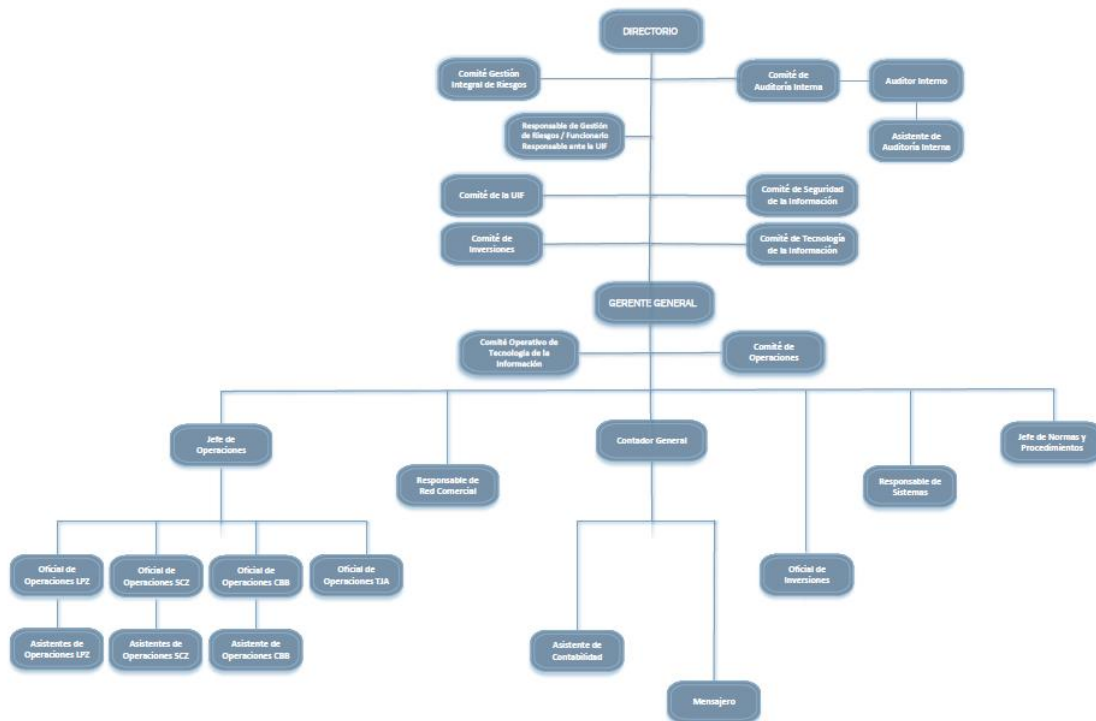 DIRECTORIO
Comité Gestión
Integral de Riesgos
Comité de
Auditoría Interna
Auditor Interno
Responsable de Gestión
de Riesgos / Funcionario
Responsable ante la UIF
Asistente de
Auditoría Interna
Comité de la UIF
Comité de Seguridad
de la Información
Comité de
Inversiones
Comité de Tecnología
de la Información
GERENTE GENERAL
Comité Operativo de
Tecnología de la
Información
Comité de
Operaciones
Jefe de
Operaciones
Contador General
Jefe de Normas y
Procedimientos
Responsable de
Red Comercial
Responsable de
Sistemas
Oficial de
Operaciones LPZ
Oficial de
Operaciones SCZ
Oficial de
Operaciones CBB
Oficial de
Operaciones TJA
Oficial de
Inversiones
Asistentes de
Operaciones LPZ
Asistentes de
Operaciones SCZ
Asistente de
Operaciones CBB
Asistente de
Contabilidad
Mensajero